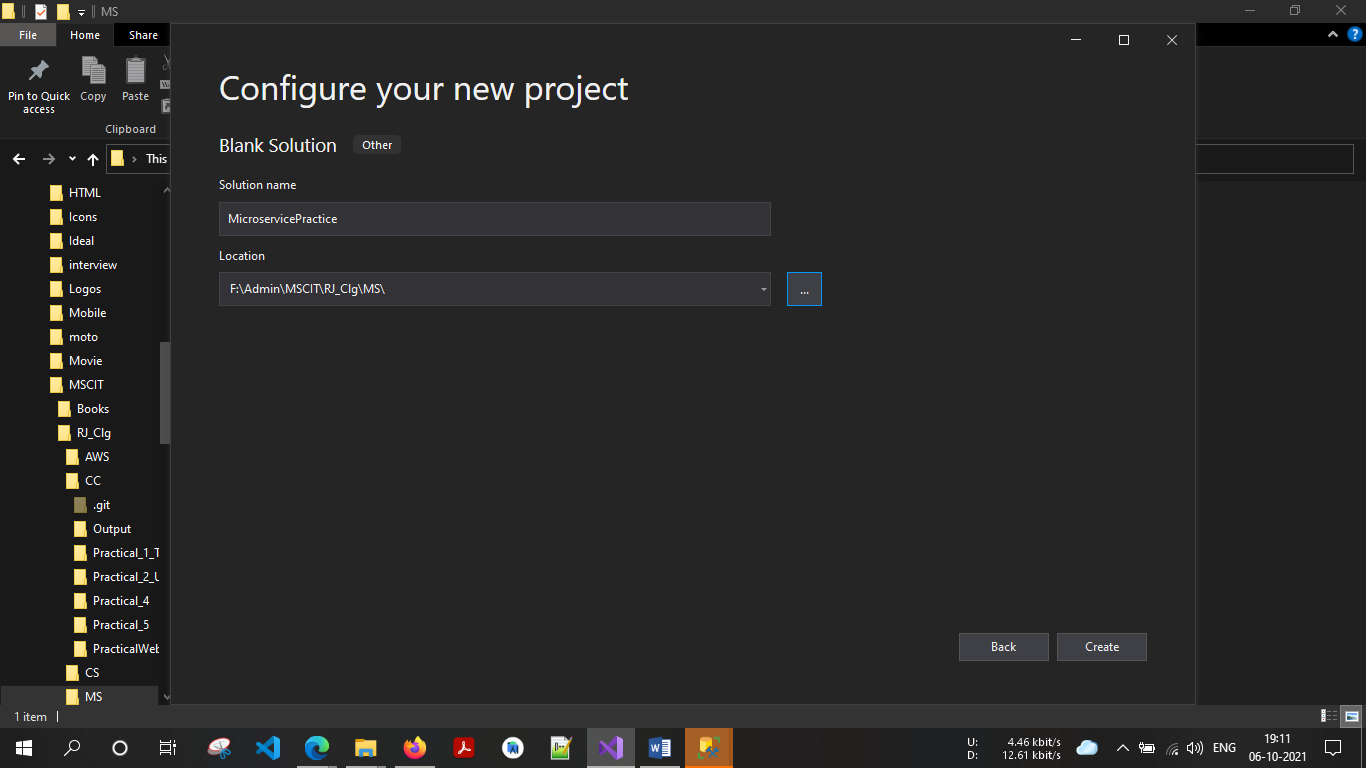 MS
File
Home
Share
Pin to Quick
access
Copy
Paste
Clipboard
This
HTML
Icons
Ideal
interview
Logos
Mobile
moto
Movie
MSCIT
Books
RJ_Clg
AWS
CC
.git
Output
Practical_1_T
Practical_2_U
Practical_4
Practical_5
PracticalWeb
CS
MS
1 item
Configure your new project
Blank Solution
Other
Solution name
MicroservicePractice
Location
F:\Admin\MSCIT\RJ_Clg\MS\
...
Back
Create
U: 4.46 kbit/s
D: 12.61 kbit/s
ENG
19:11
06-10-2021